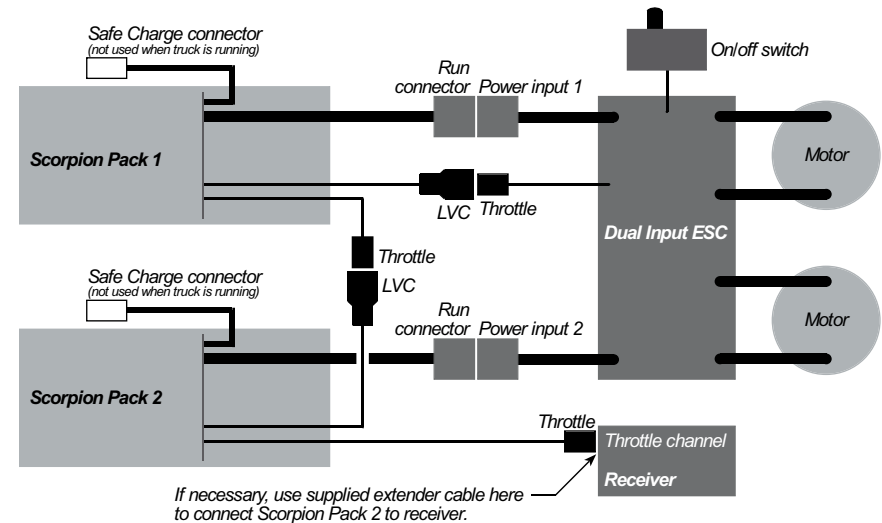 Safe Charge connector
(not used when truck is running)
On/off switch
Run
connector
Power input 1
Scorpion Pack 1
Motor
LVC
Throttle
Dual Input ESC
Throttle
LVC
Safe Charge connector
(not used when truck is running)
Run
connector
Power input 2
Motor
Scorpion Pack 2
Throttle
Throttle channel
Receiver
If necessary, use supplied extender cable here
to connect Scorpion Pack 2 to receiver.